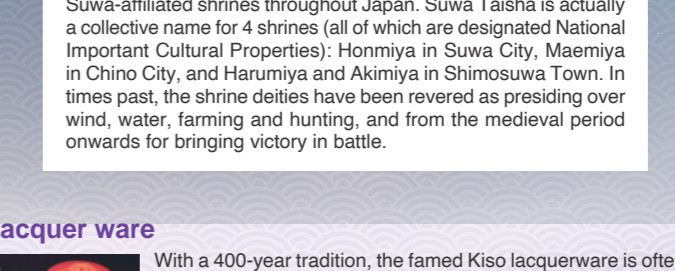 Suwa-affiliated shrines throughout Japan. Suwa Taisha is actually
a collective name for 4 shrines (all of which are designated National
Important Cultural Properties): Honmiya in Suwa City, Maemiya
in Chino City, and Harumiya and Akimiya in Shimosuwa Town. In
times past, the shrine deities have been revered as presiding over
wind, water, farming and hunting, and from the medieval period
onwards for bringing victory in battle.
acquer ware
With a 400-year tradition, the famed Kiso lacquerware is ofte